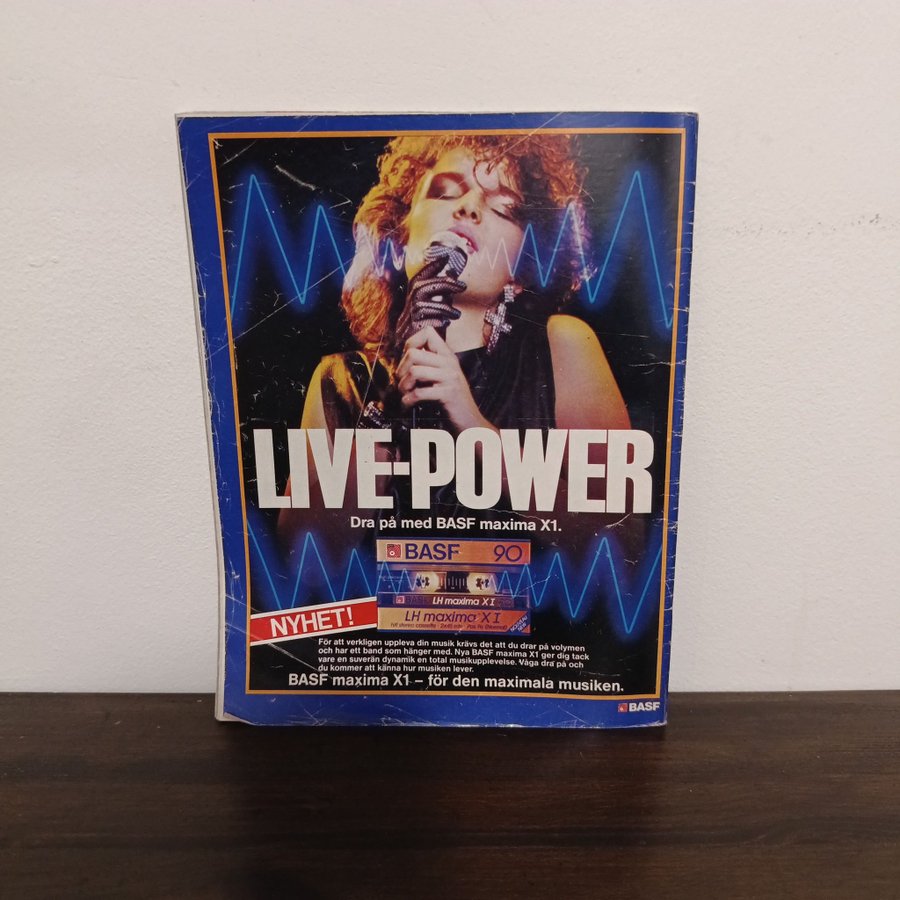 LIVE-POWER
Dra på med BASF maxima X1.
BASF 90
LH maxima X I
LH maxima X I
NYHET!
För att verkligen uppleva din musik krävs det att du drar på volymen
och har ett band som hänger med. Nya BASF maxima X1 ger dig tack
vare en suverän dynamik en total musikupplevelse. Våga dra på och
du kommer att känna hur musiken lever.
BASF maxima X1 – för den maximala musiken.
BASF